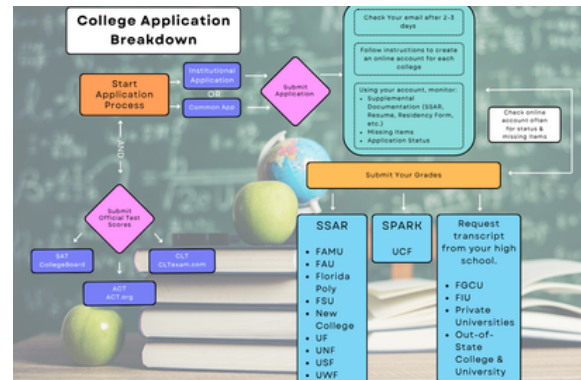 College Application
Breakdown
Start
Application
Process
Institutional
Application
OR
Common App
Submit
Application
Check Your email after 2-3
days
Follow instructions to create
an online account for each
college
Using your account, monitor:
• Supplemental
Documentation (SSAR,
Resume, Residency Form,
etc.)
• Missing Items
• Application Status
Check online
account often
for status &
missing items
AND
Submit
Official Test
Scores
SAT
CollegeBoard
ACT
ACT.org
CLT
CLTexam.com
Submit Your Grades
SSAR
• FAMU
• FAU
• Florida
Poly
• FSU
• New
College
• UF
• UNF
• USF
• UWF
SPARK
UCF
Request
transcript
from your high
school.
• FGCU
• FIU
• Private
Universities
• Out-of-
State
College &
University